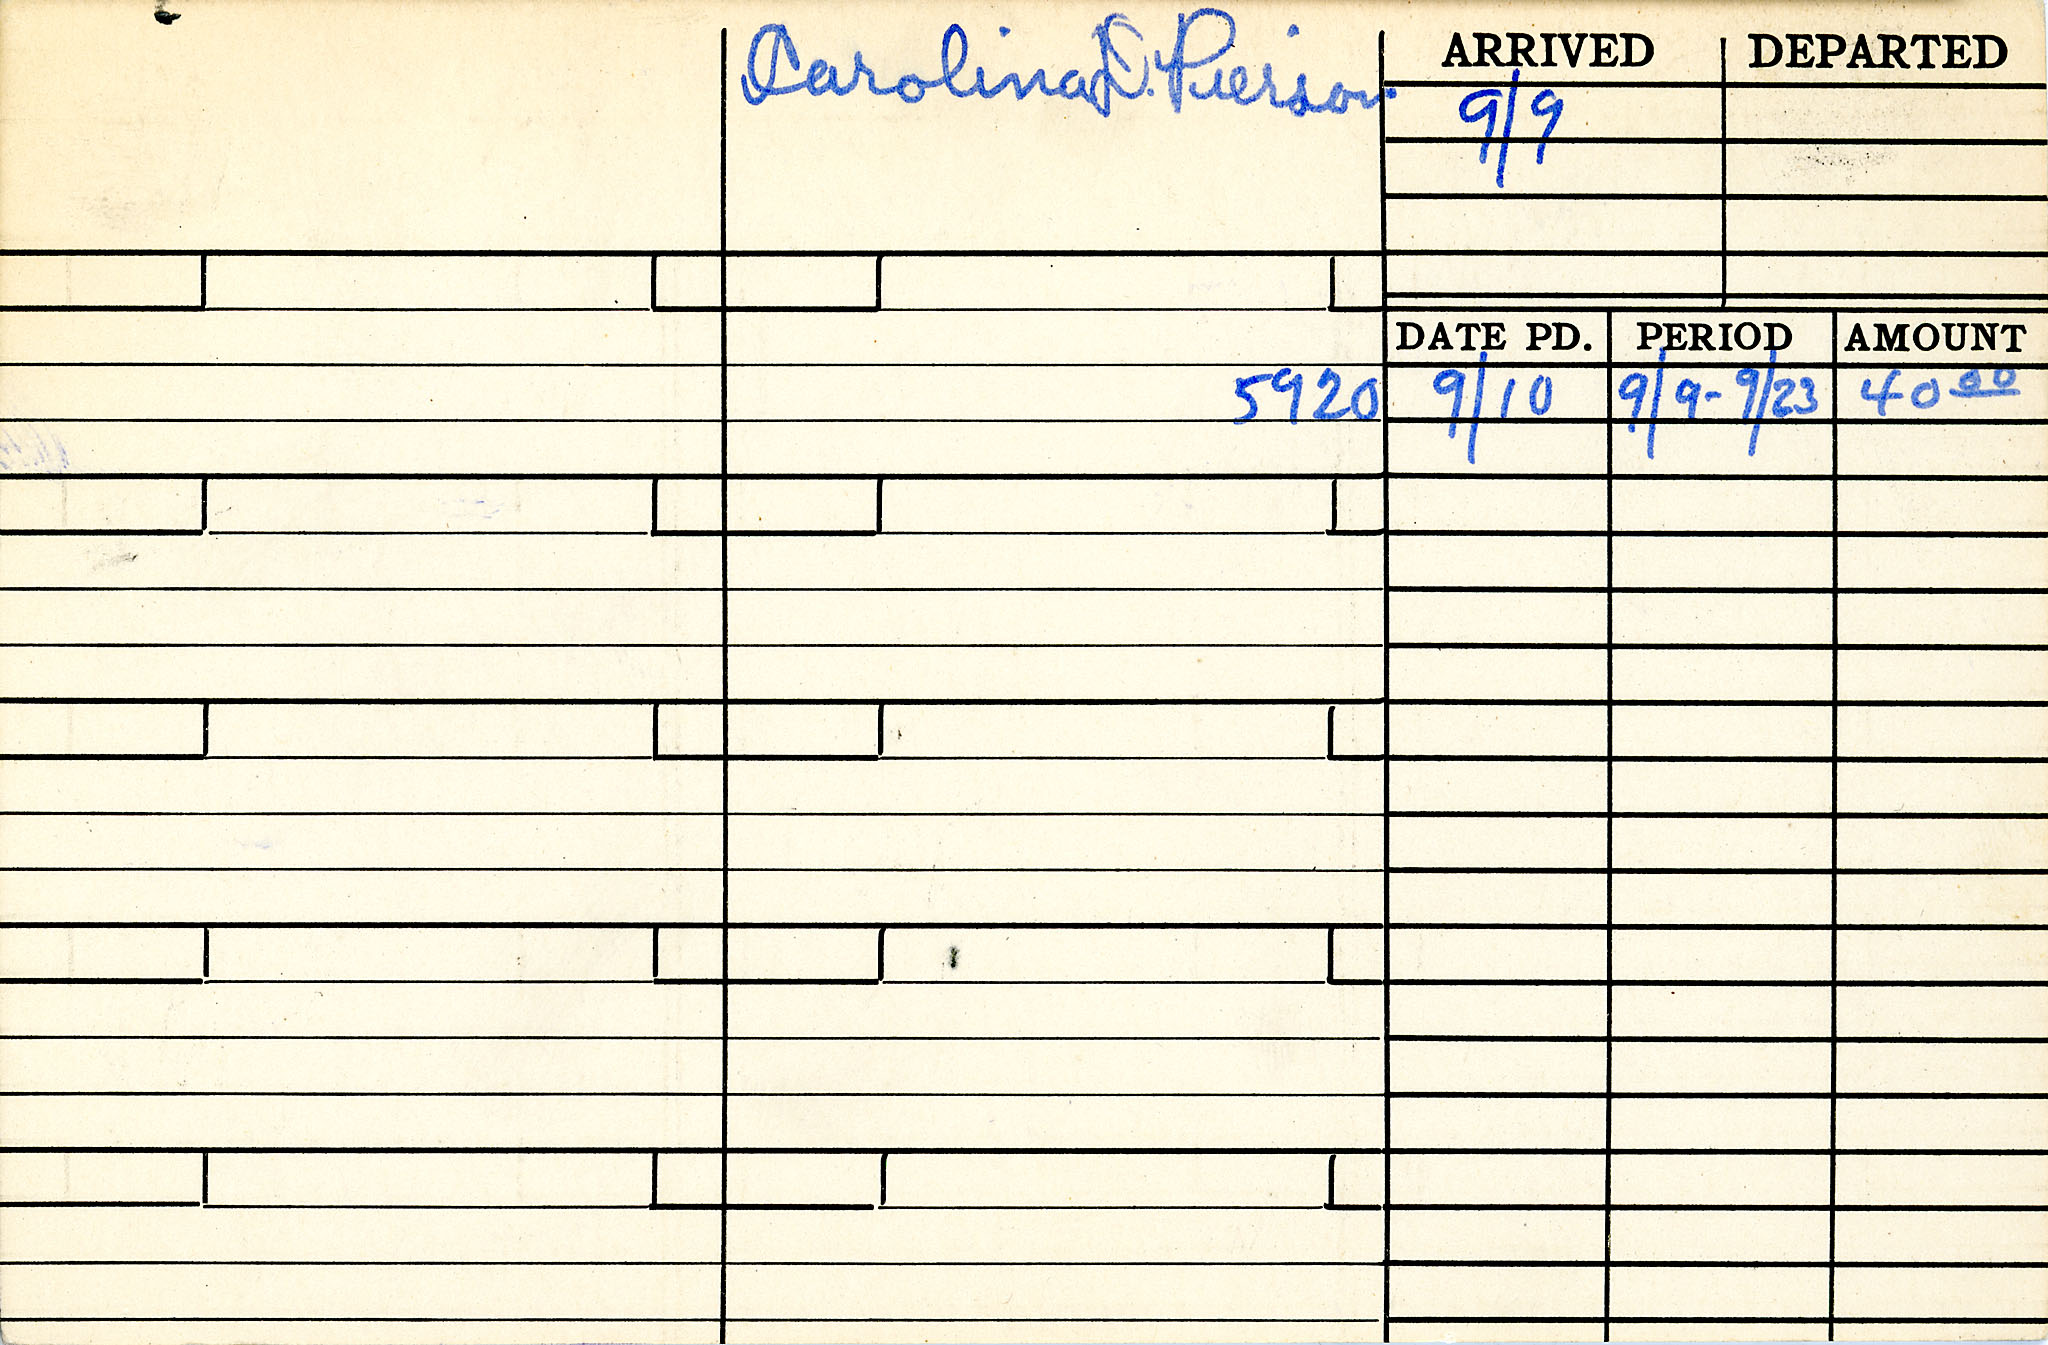 Carolina D. Pierson
ARRIVED DEPARTED
9/9
DATE PD. PERIOD AMOUNT
5920 9/10 9/9-9/23 40 00